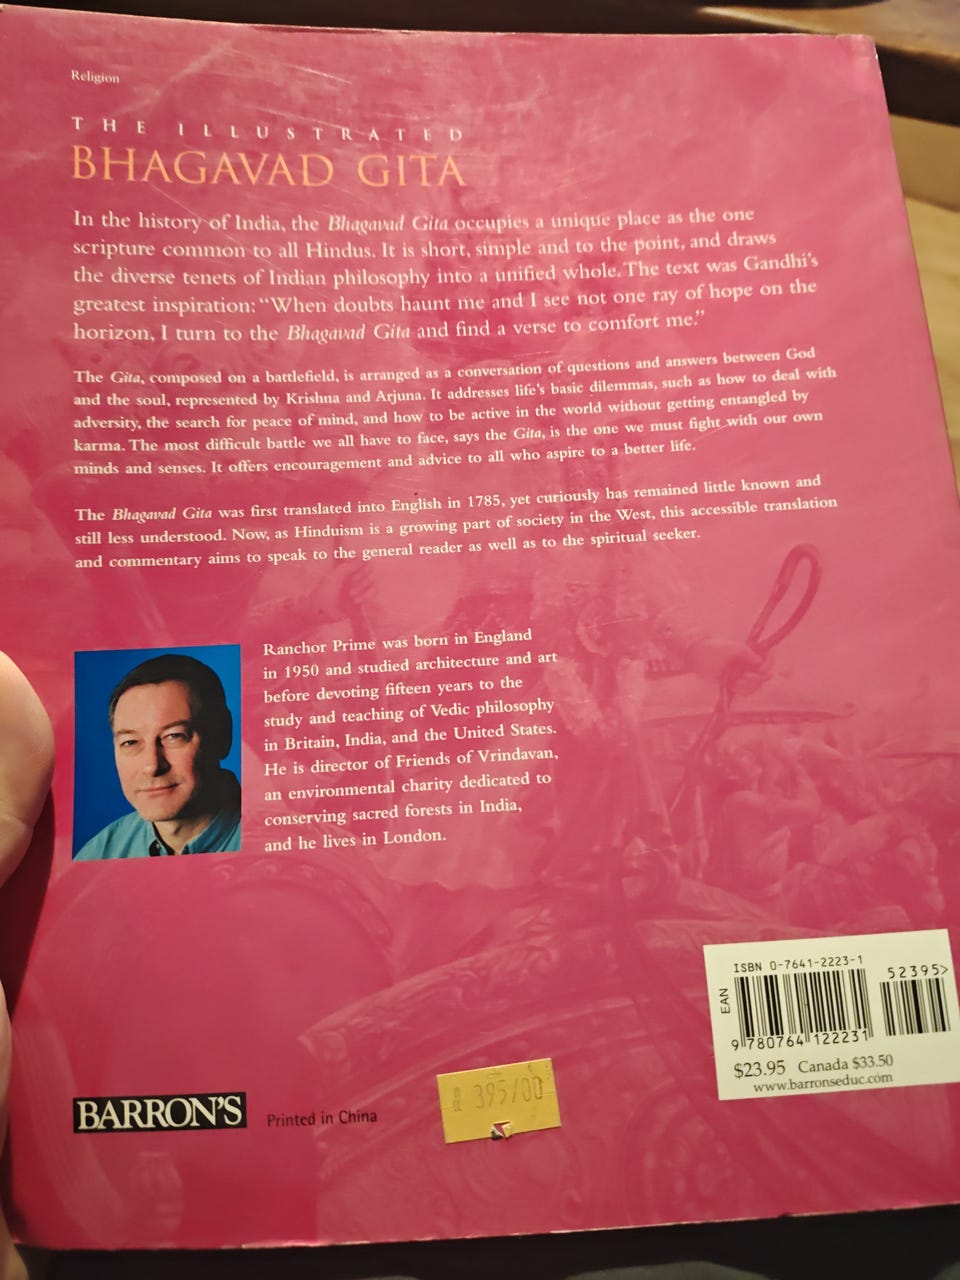 Religion
THE ILLUSTRATED
BHAGAVAD GITA
In the history of India, the Bhagavad Gita occupies a unique place as the one
scripture common to all Hindus. It is short, simple and to the point, and draws
the diverse tenets of Indian philosophy into a unified whole. The text was Gandhi's
greatest inspiration: “When doubts haunt me and I see not one ray of hope on the
horizon, I turn to the Bhagavad Gita and find a verse to comfort me.”
The Gita, composed on a battlefield, is arranged as a conversation of questions and answers between God
and the soul, represented by Krishna and Arjuna. It addresses life's basic dilemmas, such as how to deal with
adversity, the search for peace of mind, and how to be active in the world without getting entangled by
karma. The most difficult battle we all have to face, says the Gita, is the one we must fight with our own
minds and senses. It offers encouragement and advice to all who aspire to a better life.
The Bhagavad Gita was first translated into English in 1785, yet curiously has remained little known and
still less understood. Now, as Hinduism is a growing part of society in the West, this accessible translation
and commentary aims to speak to the general reader as well as to the spiritual seeker.
Ranchor Prime was born in England
in 1950 and studied architecture and art
before devoting fifteen years to the
study and teaching of Vedic philosophy
in Britain, India, and the United States.
He is director of Friends of Vrindavan,
an environmental charity dedicated to
conserving sacred forests in India,
and he lives in London.
ISBN 0-7641-2223-1
52395>
EAN
9 780764 122231
$23.95 Canada $33.50
www.barronseduc.com
395/00
BARRON'S
Printed in China